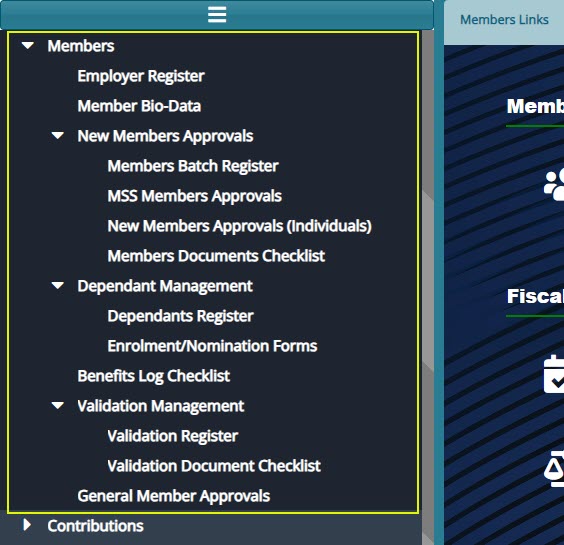 Members Links
Members
Employer Register
Member Bio-Data
New Members Approvals
Members Batch Register
MSS Members Approvals
New Members Approvals (Individuals)
Members Documents Checklist
Dependant Management
Dependants Register
Enrolment/Nomination Forms
Benefits Log Checklist
Validation Management
Validation Register
Validation Document Checklist
General Member Approvals
Contributions
Memb
Fiscal